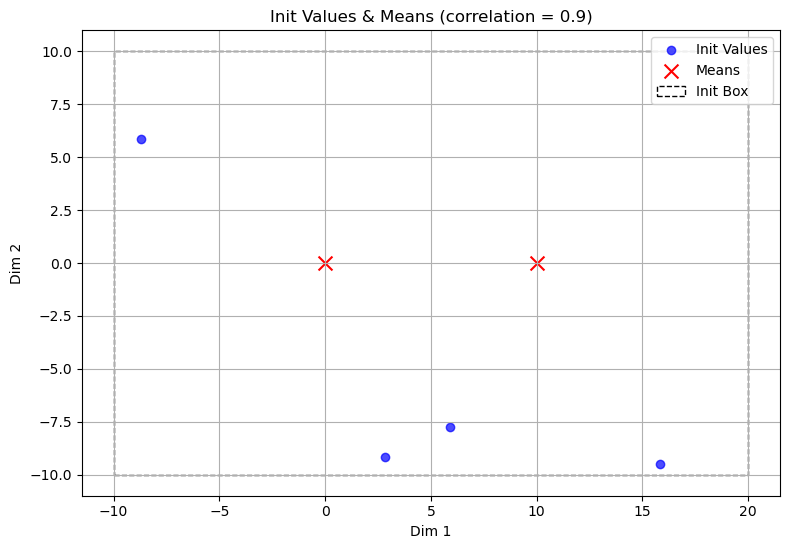 Init Values & Means (correlation = 0.9)
Init Values
Means
Init Box
Dim 2
10.0
7.5
5.0
2.5
0.0
−2.5
−5.0
−7.5
−10.0
−10
−5
0
5
10
15
20
Dim 1